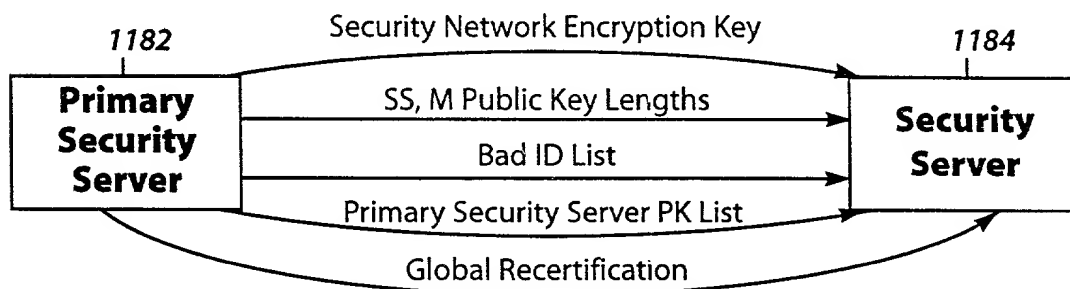 Security Network Encryption Key
1182
1184
SS, M Public Key Lengths
Primary
Security
Server
Security
Server
Bad ID List
Primary Security Server PK List
Global Recertification